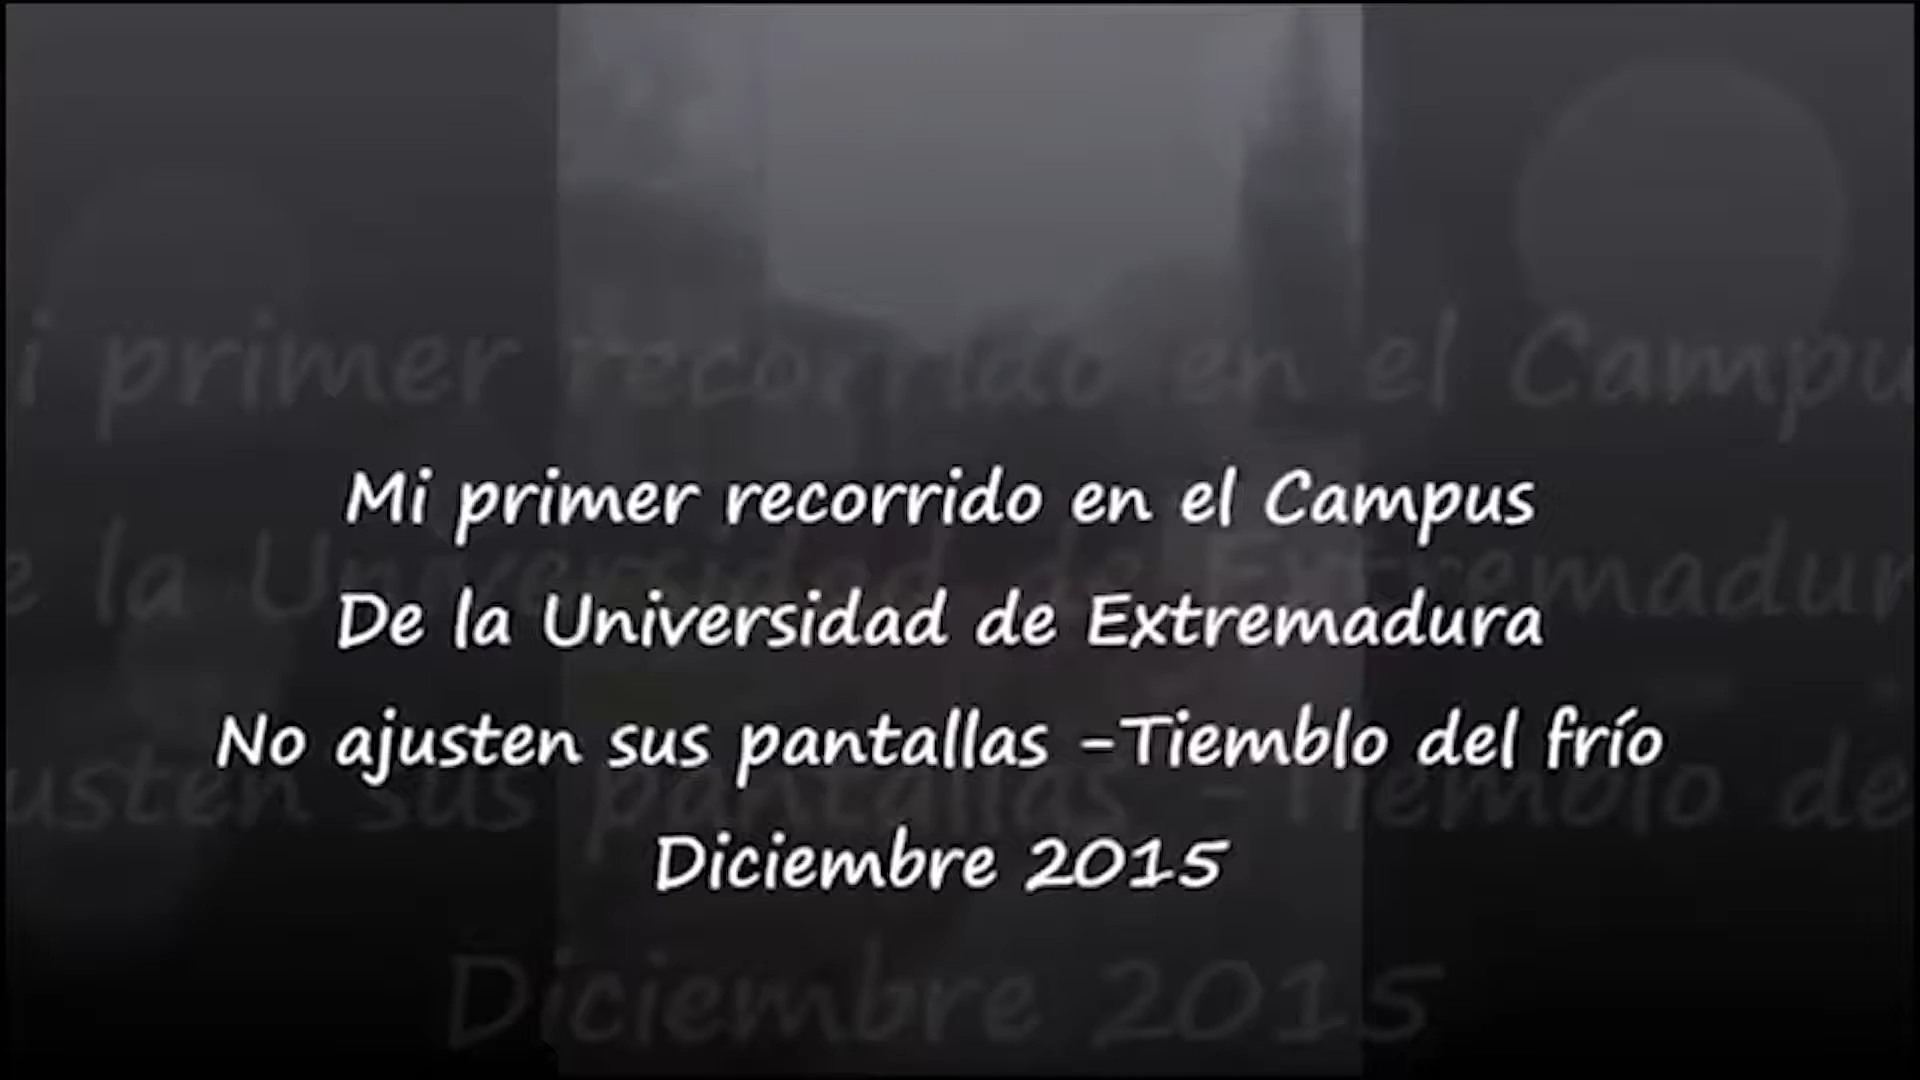 Mi primer recorrido en el Campus
De la Universidad de Extremadura
No ajusten sus pantallas -Tiemblo del frío
Diciembre 2015